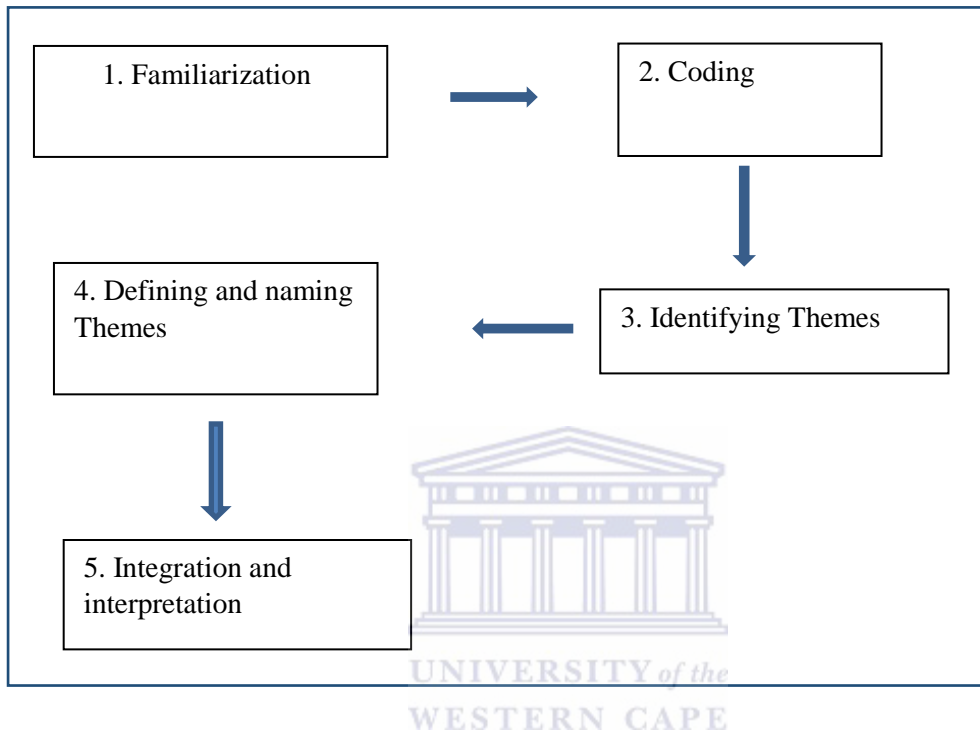 1. Familiarization
2. Coding
3. Identifying Themes
4. Defining and naming
Themes
5. Integration and
interpretation
UNIVERSITY of the
WESTERN CAPE